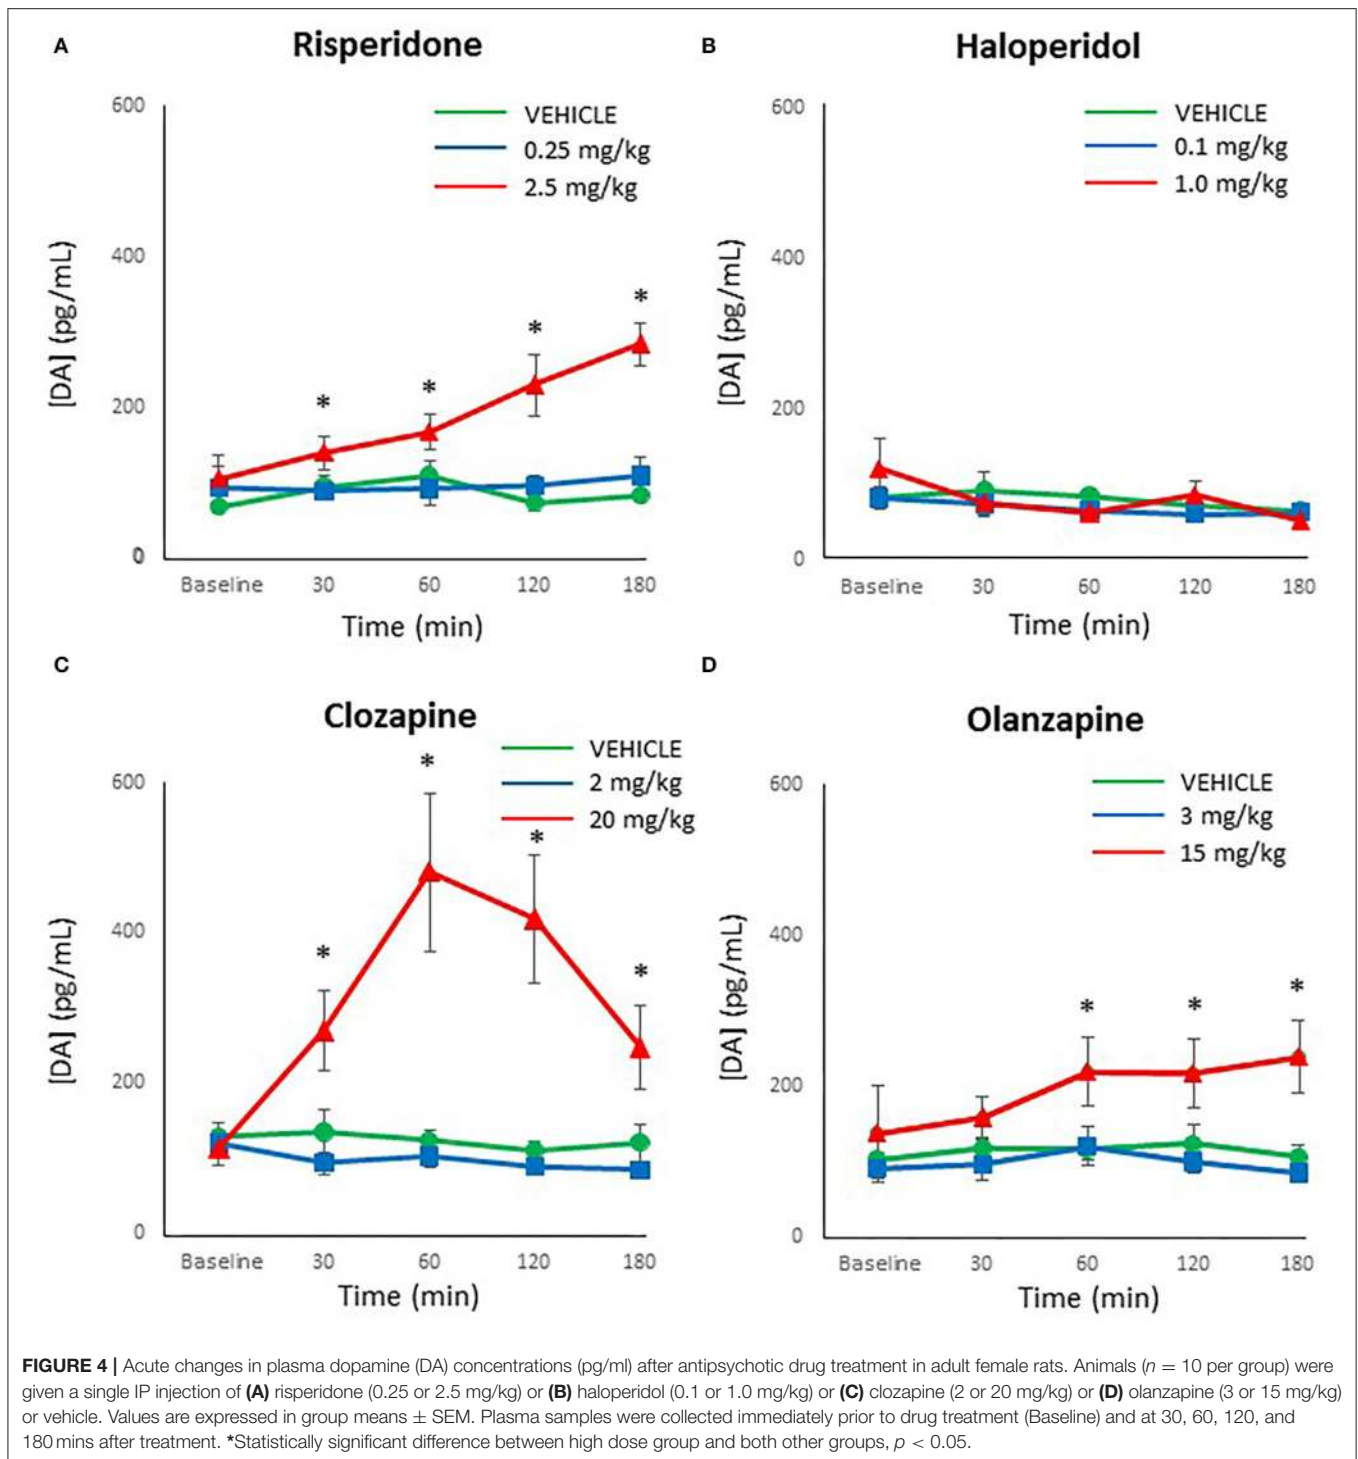 A
Risperidone
600
400
200
0
[DA] (pg/mL)
VEHICLE
0.25 mg/kg
2.5 mg/kg
*
*
*
*
Baseline 30 60 120 180
Time (min)
B
Haloperidol
600
400
200
0
[DA] (pg/mL)
VEHICLE
0.1 mg/kg
1.0 mg/kg
Baseline 30 60 120 180
Time (min)
C
Clozapine
600
400
200
0
[DA] (pg/mL)
VEHICLE
2 mg/kg
20 mg/kg
*
*
*
*
Baseline 30 60 120 180
Time (min)
D
Olanzapine
600
400
200
0
[DA] (pg/mL)
VEHICLE
3 mg/kg
15 mg/kg
*
*
*
Baseline 30 60 120 180
Time (min)
FIGURE 4 | Acute changes in plasma dopamine (DA) concentrations (pg/ml) after antipsychotic drug treatment in adult female rats. Animals (n = 10 per group) were
given a single IP injection of (A) risperidone (0.25 or 2.5 mg/kg) or (B) haloperidol (0.1 or 1.0 mg/kg) or (C) clozapine (2 or 20 mg/kg) or (D) olanzapine (3 or 15 mg/kg)
or vehicle. Values are expressed in group means ± SEM. Plasma samples were collected immediately prior to drug treatment (Baseline) and at 30, 60, 120, and
180 mins after treatment. *Statistically significant difference between high dose group and both other groups, p < 0.05.